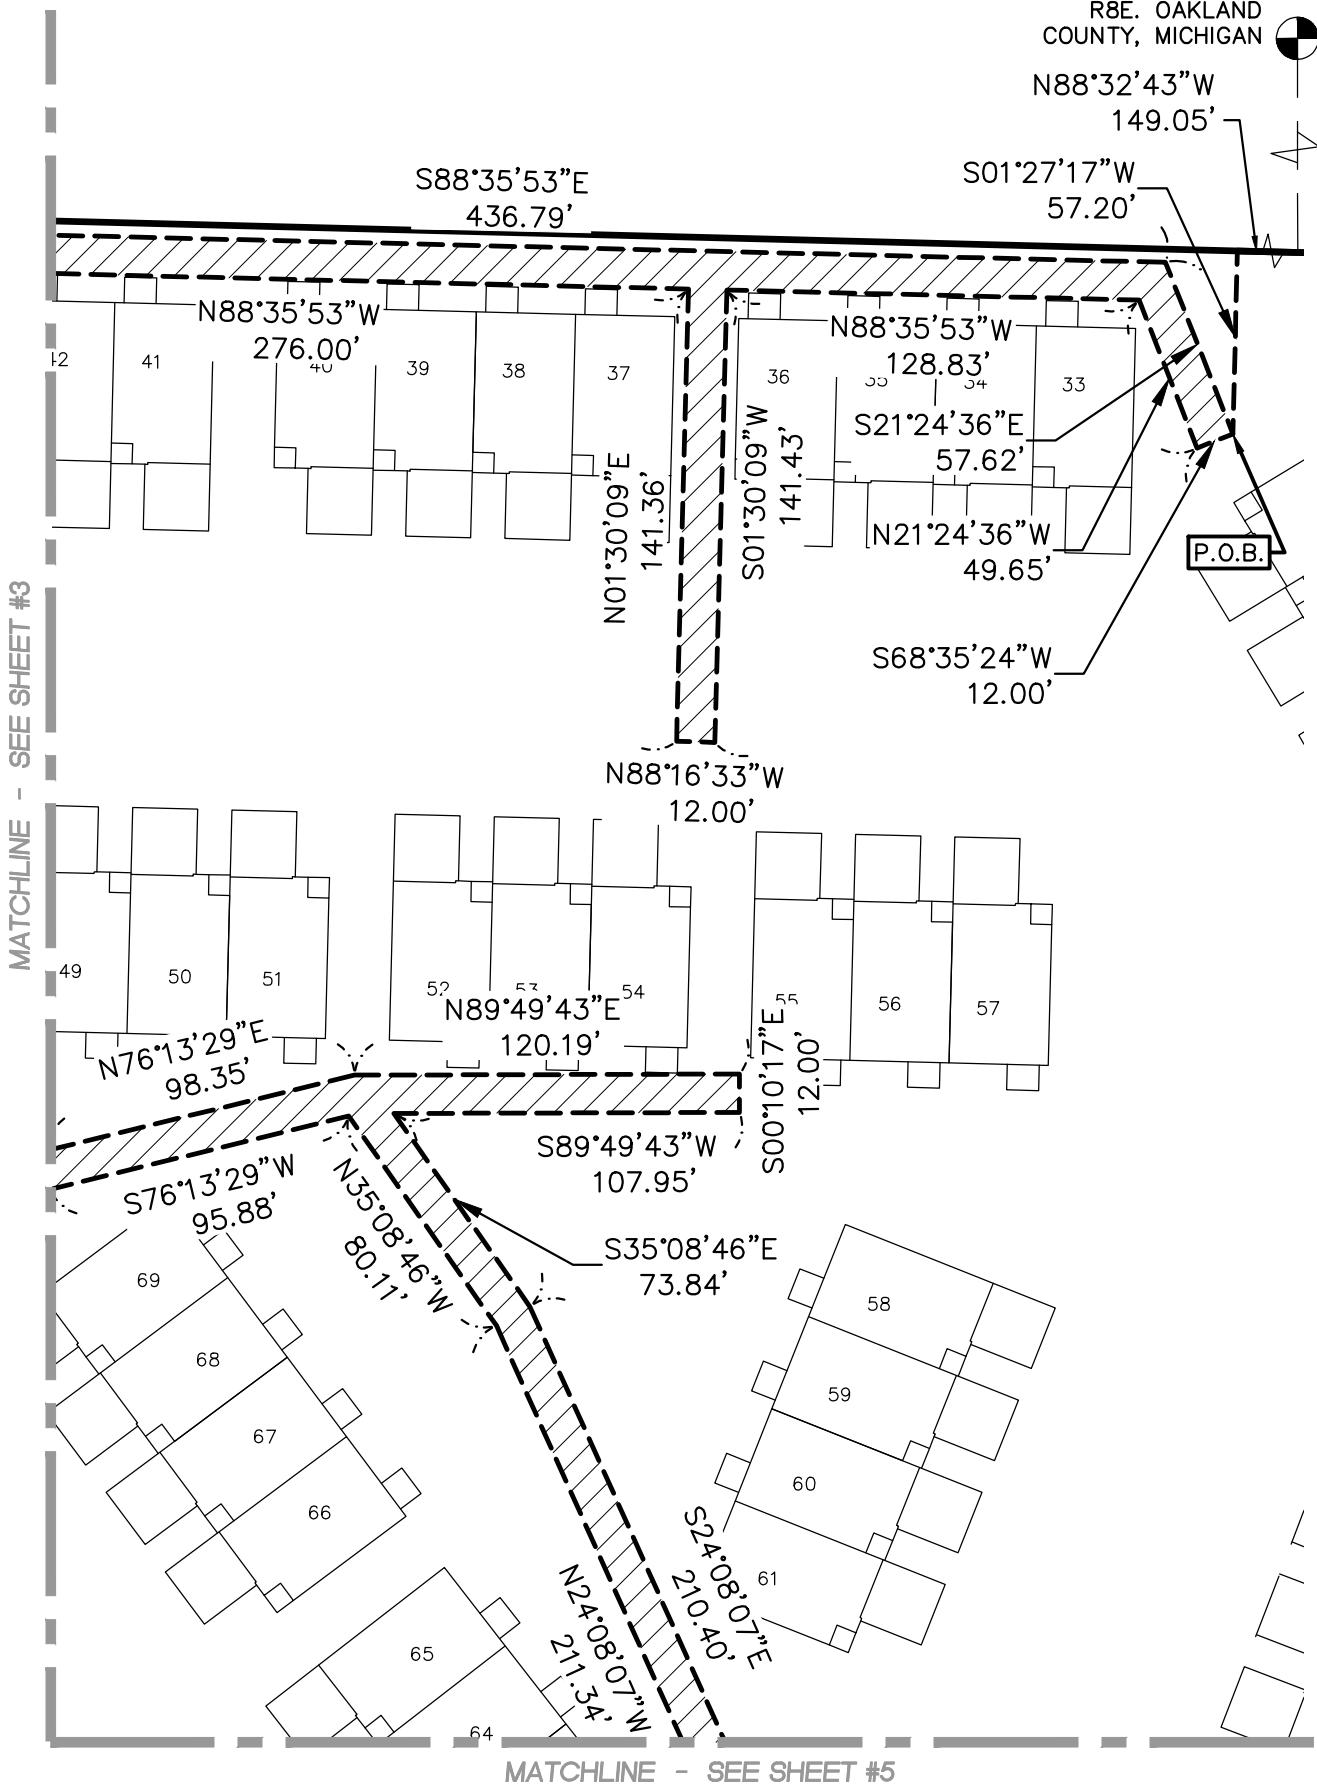 R8E. OAKLAND
COUNTY, MICHIGAN
N88°32'43"W
149.05'
S01°27'17"W
57.20'
S88°35'53"E
436.79'
N88°35'53"W
276.00'
N88°35'53"W
128.83'
41
40
39
38
37
36
35
34
33
S21°24'36"E
57.62'
N01°30'09"E
141.36'
S01°30'09"W
141.43'
N21°24'36"W
49.65'
P.O.B.
S68°35'24"W
12.00'
N88°16'33"W
12.00'
MATCHLINE - SEE SHEET #3
49
50
51
52
53
54
55
56
57
N89°49'43"E
120.19'
N76°13'29"E
98.35'
S00°10'17"E
12.00'
S89°49'43"W
107.95'
S76°13'29"W
95.88'
N35°08'46"W
80.11'
S35°08'46"E
73.84'
69
68
67
66
65
64
58
59
60
61
S24°08'07"E
210.40'
N24°08'07"W
211.34'
MATCHLINE - SEE SHEET #5